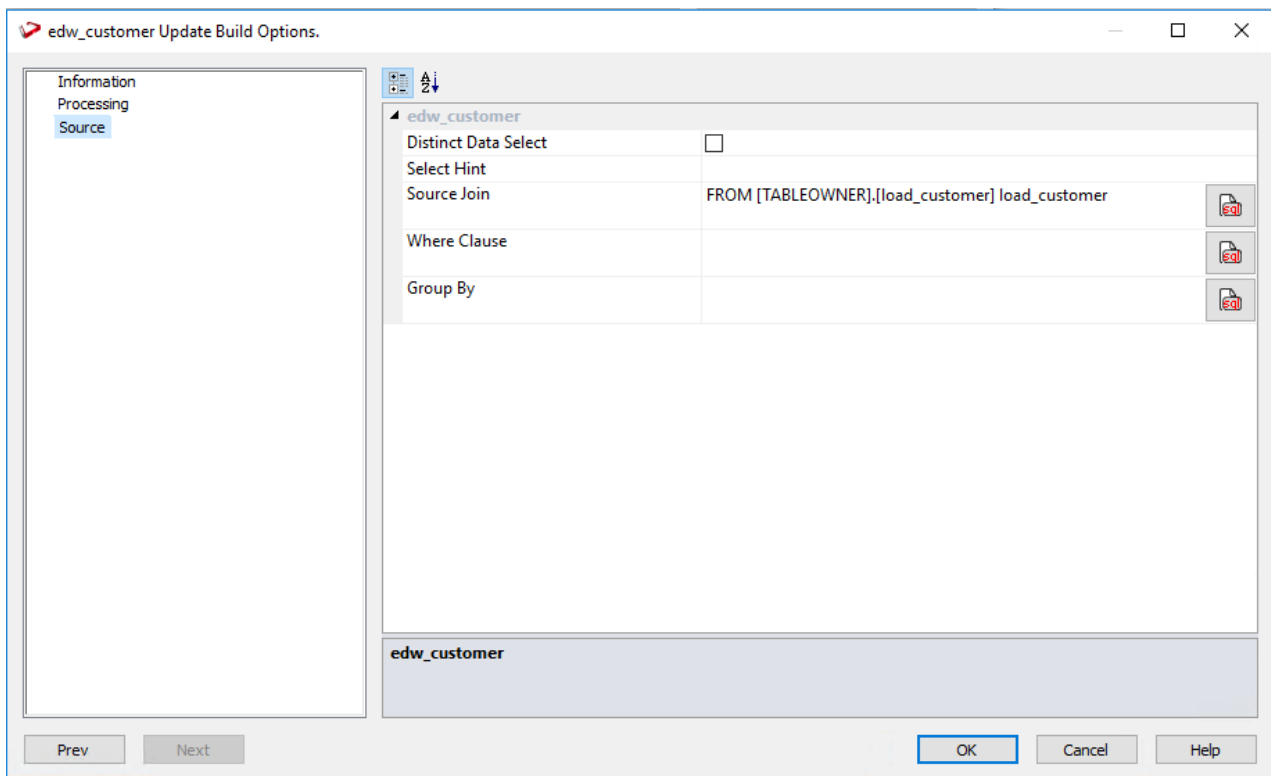 edw_customer Update Build Options.
Information
Processing
Source
edw_customer
Distinct Data Select
Select Hint
Source Join FROM [TABLEOWNER].[load_customer] load_customer
Where Clause
Group By
edw_customer
Prev Next OK Cancel Help